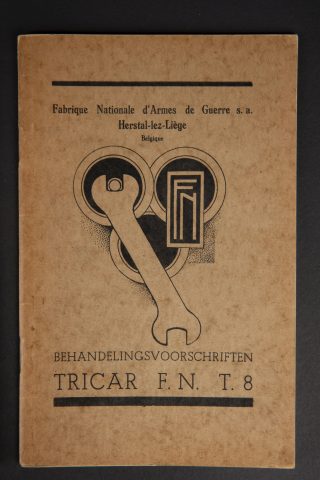 Fabrique Nationale d'Armes de Guerre s. a.
Herstal-lez-Liège
Belgique
FN
BEHANDELINGSVOORSCHRIFTEN
TRICAR F. N. T. 8